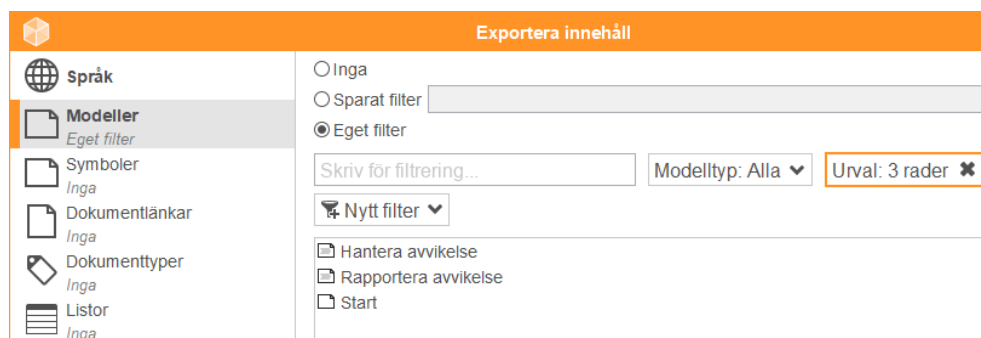 Exportera innehåll
Språk
Modeller
Eget filter
Symboler
Inga
Dokumentlänkar
Inga
Dokumenttyper
Inga
Listor
Inga
Inga
Sparat filter
Eget filter
Skriv för filtrering...
Modelltyp: Alla
Urval: 3 rader
Nytt filter
Hantera avvikelse
Rapportera avvikelse
Start